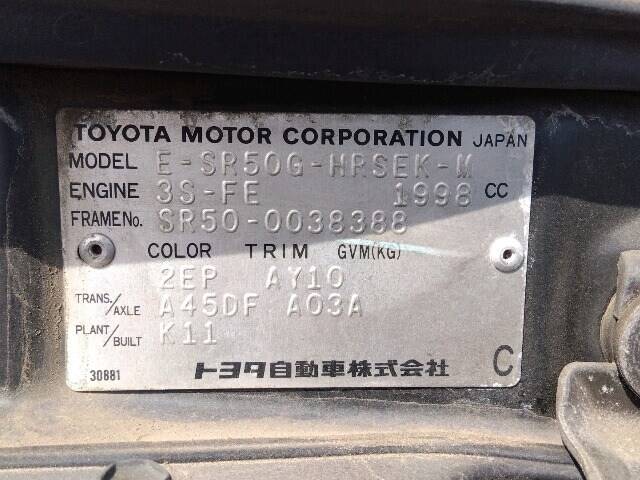 TOYOTA MOTOR CORPORATION JAPAN
MODEL E-SR50G-HRSEK-M
ENGINE 3S-FE 1998 CC
FRAME No. SR50-0038388
COLOR TRIM GVM(KG)
2EP AY10
TRANS./AXLE A45DF A03A
PLANT/BUILT K11
30881 トヨタ自動車株式会社 C